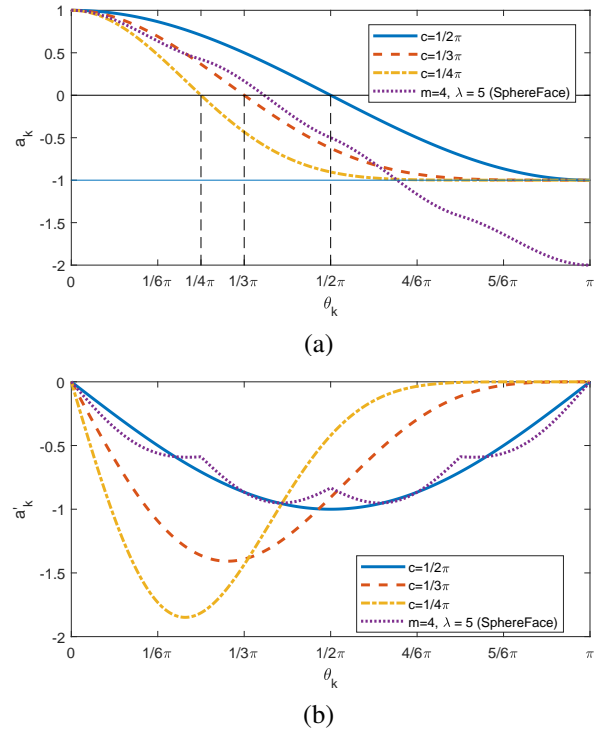 1
0.5
0
-0.5
-1
-1.5
-2
a_k
c=1/2π
c=1/3π
c=1/4π
m=4, λ = 5 (SphereFace)
0 1/6π 1/4π 1/3π 1/2π 4/6π 5/6π π
θ_k
(a)
0
-0.5
-1
-1.5
-2
a'_k
c=1/2π
c=1/3π
c=1/4π
m=4, λ = 5 (SphereFace)
0 1/6π 1/3π 1/2π 4/6π 5/6π π
θ_k
(b)